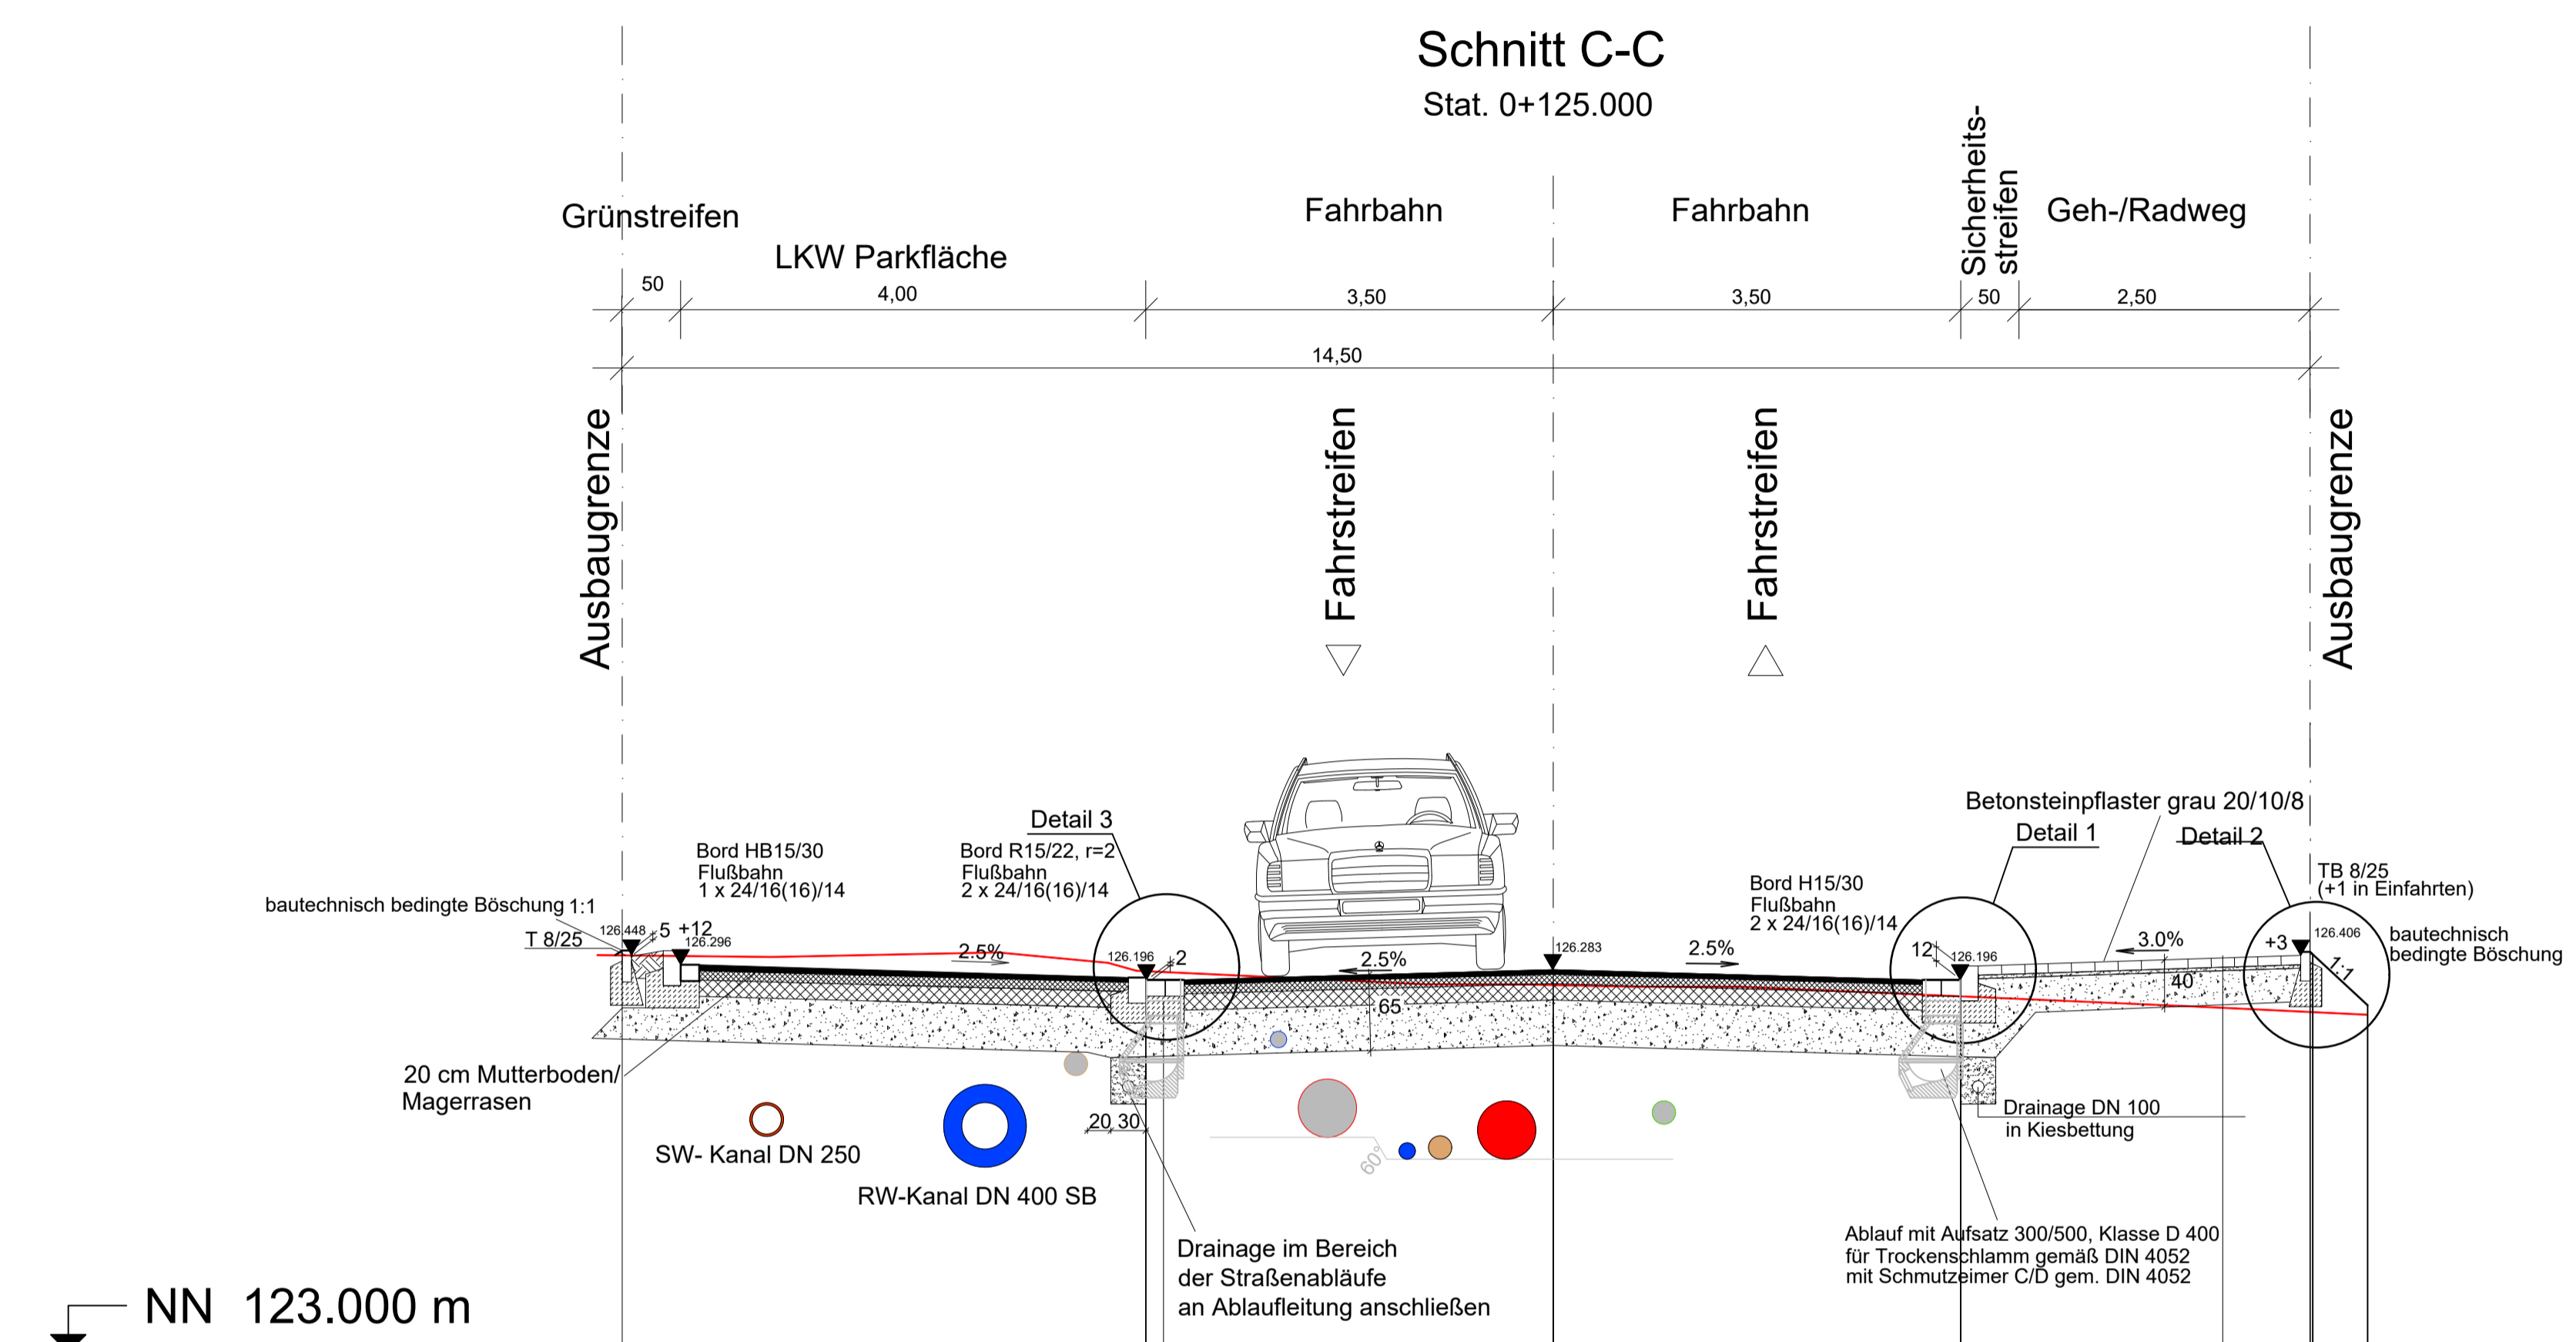 Schnitt C-C
Stat. 0+125.000
Grünstreifen
LKW Parkfläche
Fahrbahn
Fahrbahn
Sicherheits-
streifen
Geh-/Radweg
50
4,00
3,50
3,50
50
2,50
14,50
Ausbaugrenze
Fahrstreifen
Fahrstreifen
Ausbaugrenze
Detail 3
Betonsteinpflaster grau 20/10/8
Detail 1
Detail 2
Bord HB15/30
Flußbahn
1 x 24/16(16)/14
Bord R15/22, r=2
Flußbahn
2 x 24/16(16)/14
Bord H15/30
Flußbahn
2 x 24/16(16)/14
TB 8/25
(+1 in Einfahrten)
bautechnisch bedingte Böschung 1:1
T 8/25
126.448
5
+12
126.296
2.5%
126.196
2
2.5%
126.283
2.5%
12
126.196
3.0%
+3
126.406
bautechnisch
bedingte Böschung
1:1
40
65
20 cm Mutterboden/
Magerrasen
20 30
60°
SW- Kanal DN 250
RW-Kanal DN 400 SB
Drainage DN 100
in Kiesbettung
Drainage im Bereich
der Straßenabläufe
an Ablaufleitung anschließen
Ablauf mit Aufsatz 300/500, Klasse D 400
für Trockenschlamm gemäß DIN 4052
mit Schmutzeimer C/D gem. DIN 4052
NN 123.000 m